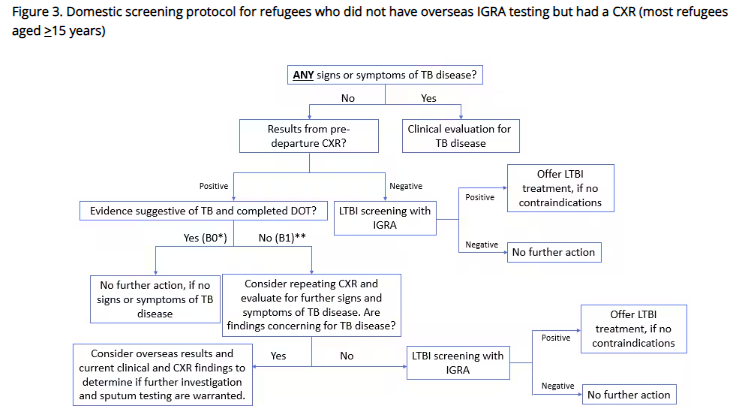 Figure 3. Domestic screening protocol for refugees who did not have overseas IGRA testing but had a CXR (most refugees
aged ≥15 years)
ANY signs or symptoms of TB disease?
No
Yes
Results from pre-
departure CXR?
Clinical evaluation for
TB disease
Positive
Negative
Evidence suggestive of TB and completed DOT?
LTBI screening with
IGRA
Positive
Offer LTBI
treatment, if no
contraindications
Negative
No further action
Yes (B0*)
No (B1)**
No further action, if no
signs or symptoms of TB
disease
Consider repeating CXR and
evaluate for further signs and
symptoms of TB disease. Are
findings concerning for TB disease?
Yes
No
Consider overseas results and
current clinical and CXR findings to
determine if further investigation
and sputum testing are warranted.
LTBI screening with
IGRA
Positive
Offer LTBI
treatment, if no
contraindications
Negative
No further action